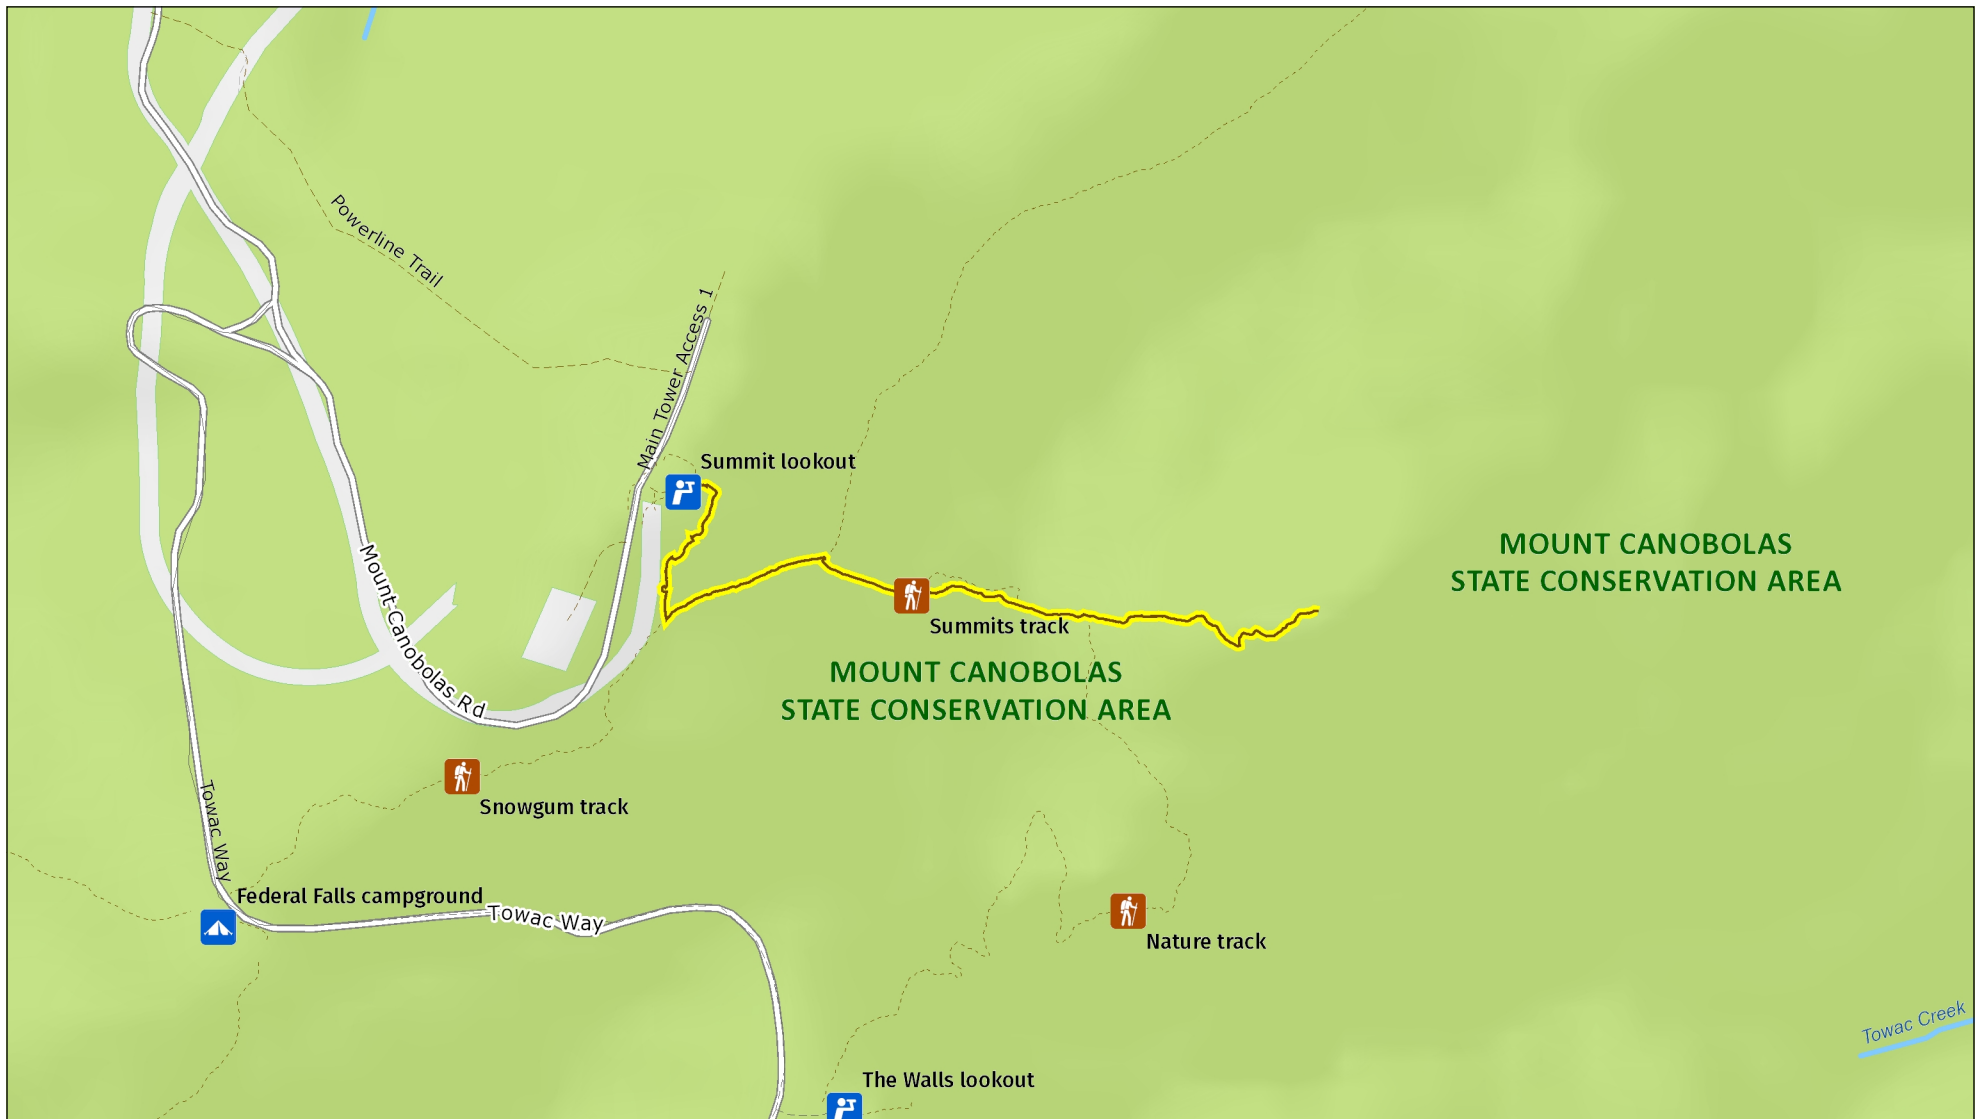 Powerline Trail
Main Tower Access 1
Summit lookout
MOUNT CANOBOLAS
STATE CONSERVATION AREA
Mount Canobolas Rd
Summits track
MOUNT CANOBOLAS
STATE CONSERVATION AREA
Snowgum track
Towac Way
Federal Falls campground
Towac Way
Nature track
Towac Creek
The Walls lookout